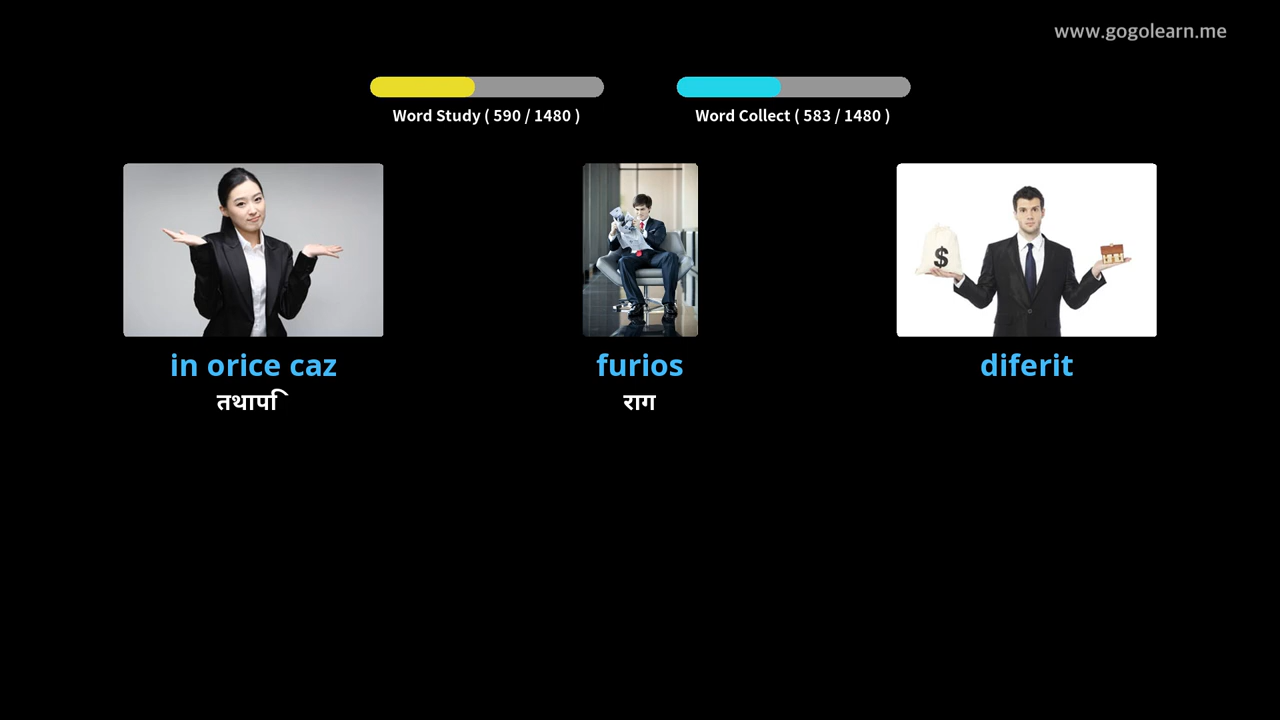 www.gogolearn.me
Word Study ( 590 / 1480 )
Word Collect ( 583 / 1480 )
$
in orice caz
furios
diferit
तथापि
राग